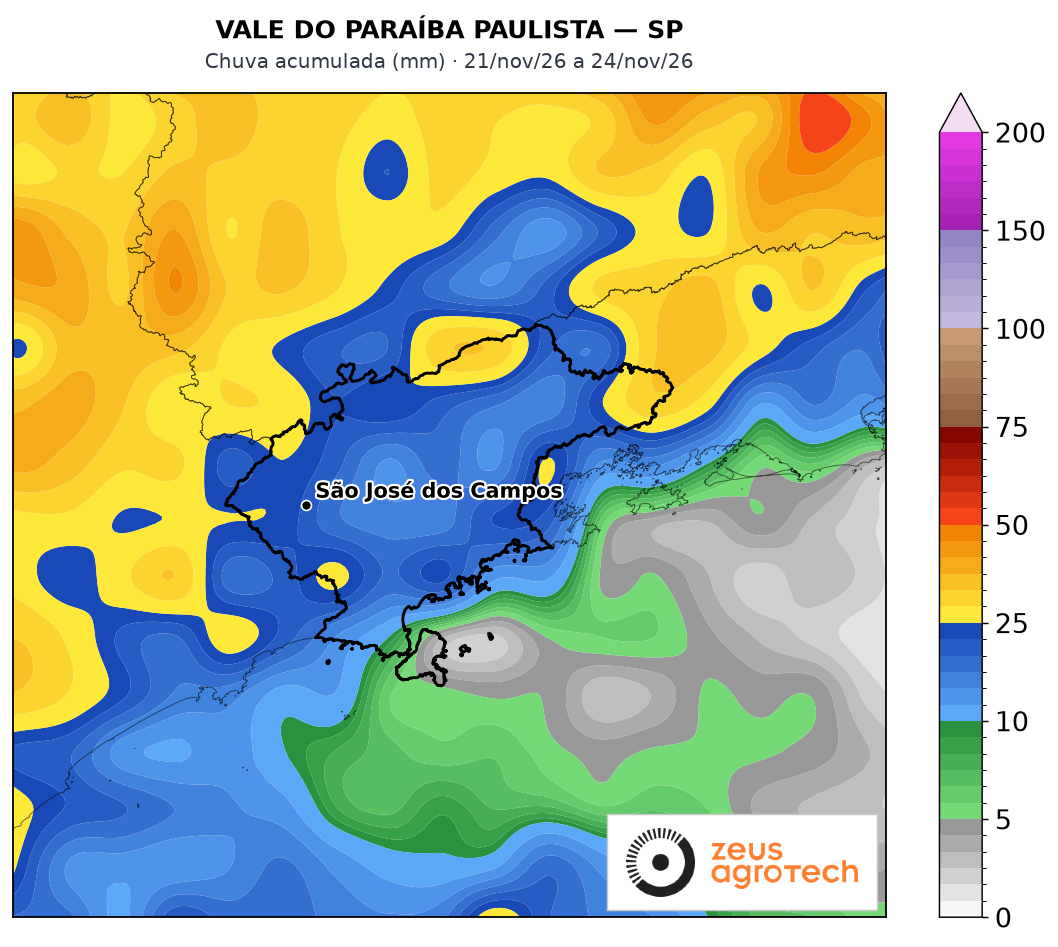 VALE DO PARAÍBA PAULISTA — SP
Chuva acumulada (mm) · 21/nov/26 a 24/nov/26
200
150
100
75
50
25
10
5
0
São José dos Campos
zeus
agrotech